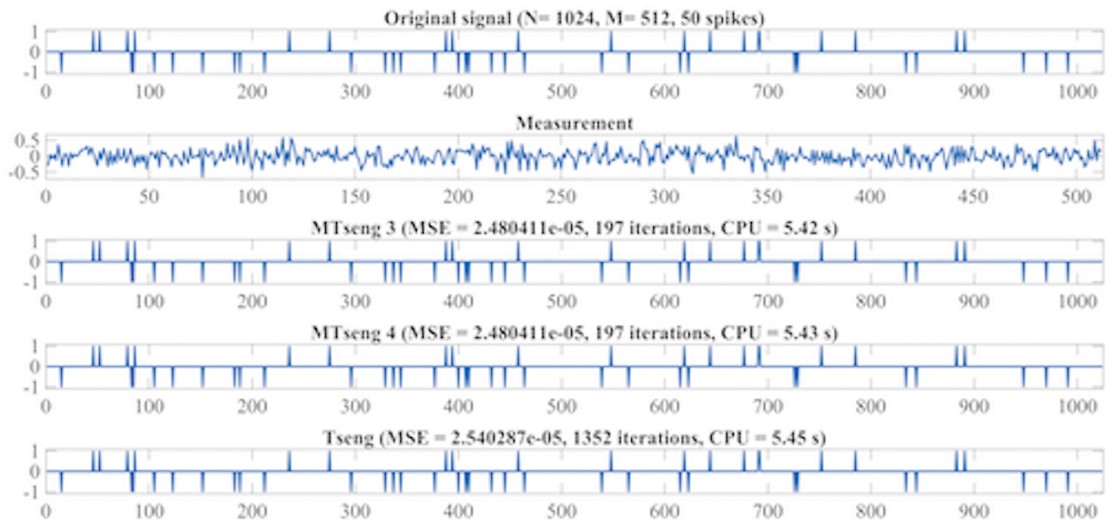 Original signal (N= 1024, M= 512, 50 spikes)
1
0
-1
0 100 200 300 400 500 600 700 800 900 1000
Measurement
0.5
0
-0.5
0 50 100 150 200 250 300 350 400 450 500
MTseng 3 (MSE = 2.480411e-05, 197 iterations, CPU = 5.42 s)
1
0
-1
0 100 200 300 400 500 600 700 800 900 1000
MTseng 4 (MSE = 2.480411e-05, 197 iterations, CPU = 5.43 s)
1
0
-1
0 100 200 300 400 500 600 700 800 900 1000
Tseng (MSE = 2.540287e-05, 1352 iterations, CPU = 5.45 s)
1
0
-1
0 100 200 300 400 500 600 700 800 900 1000